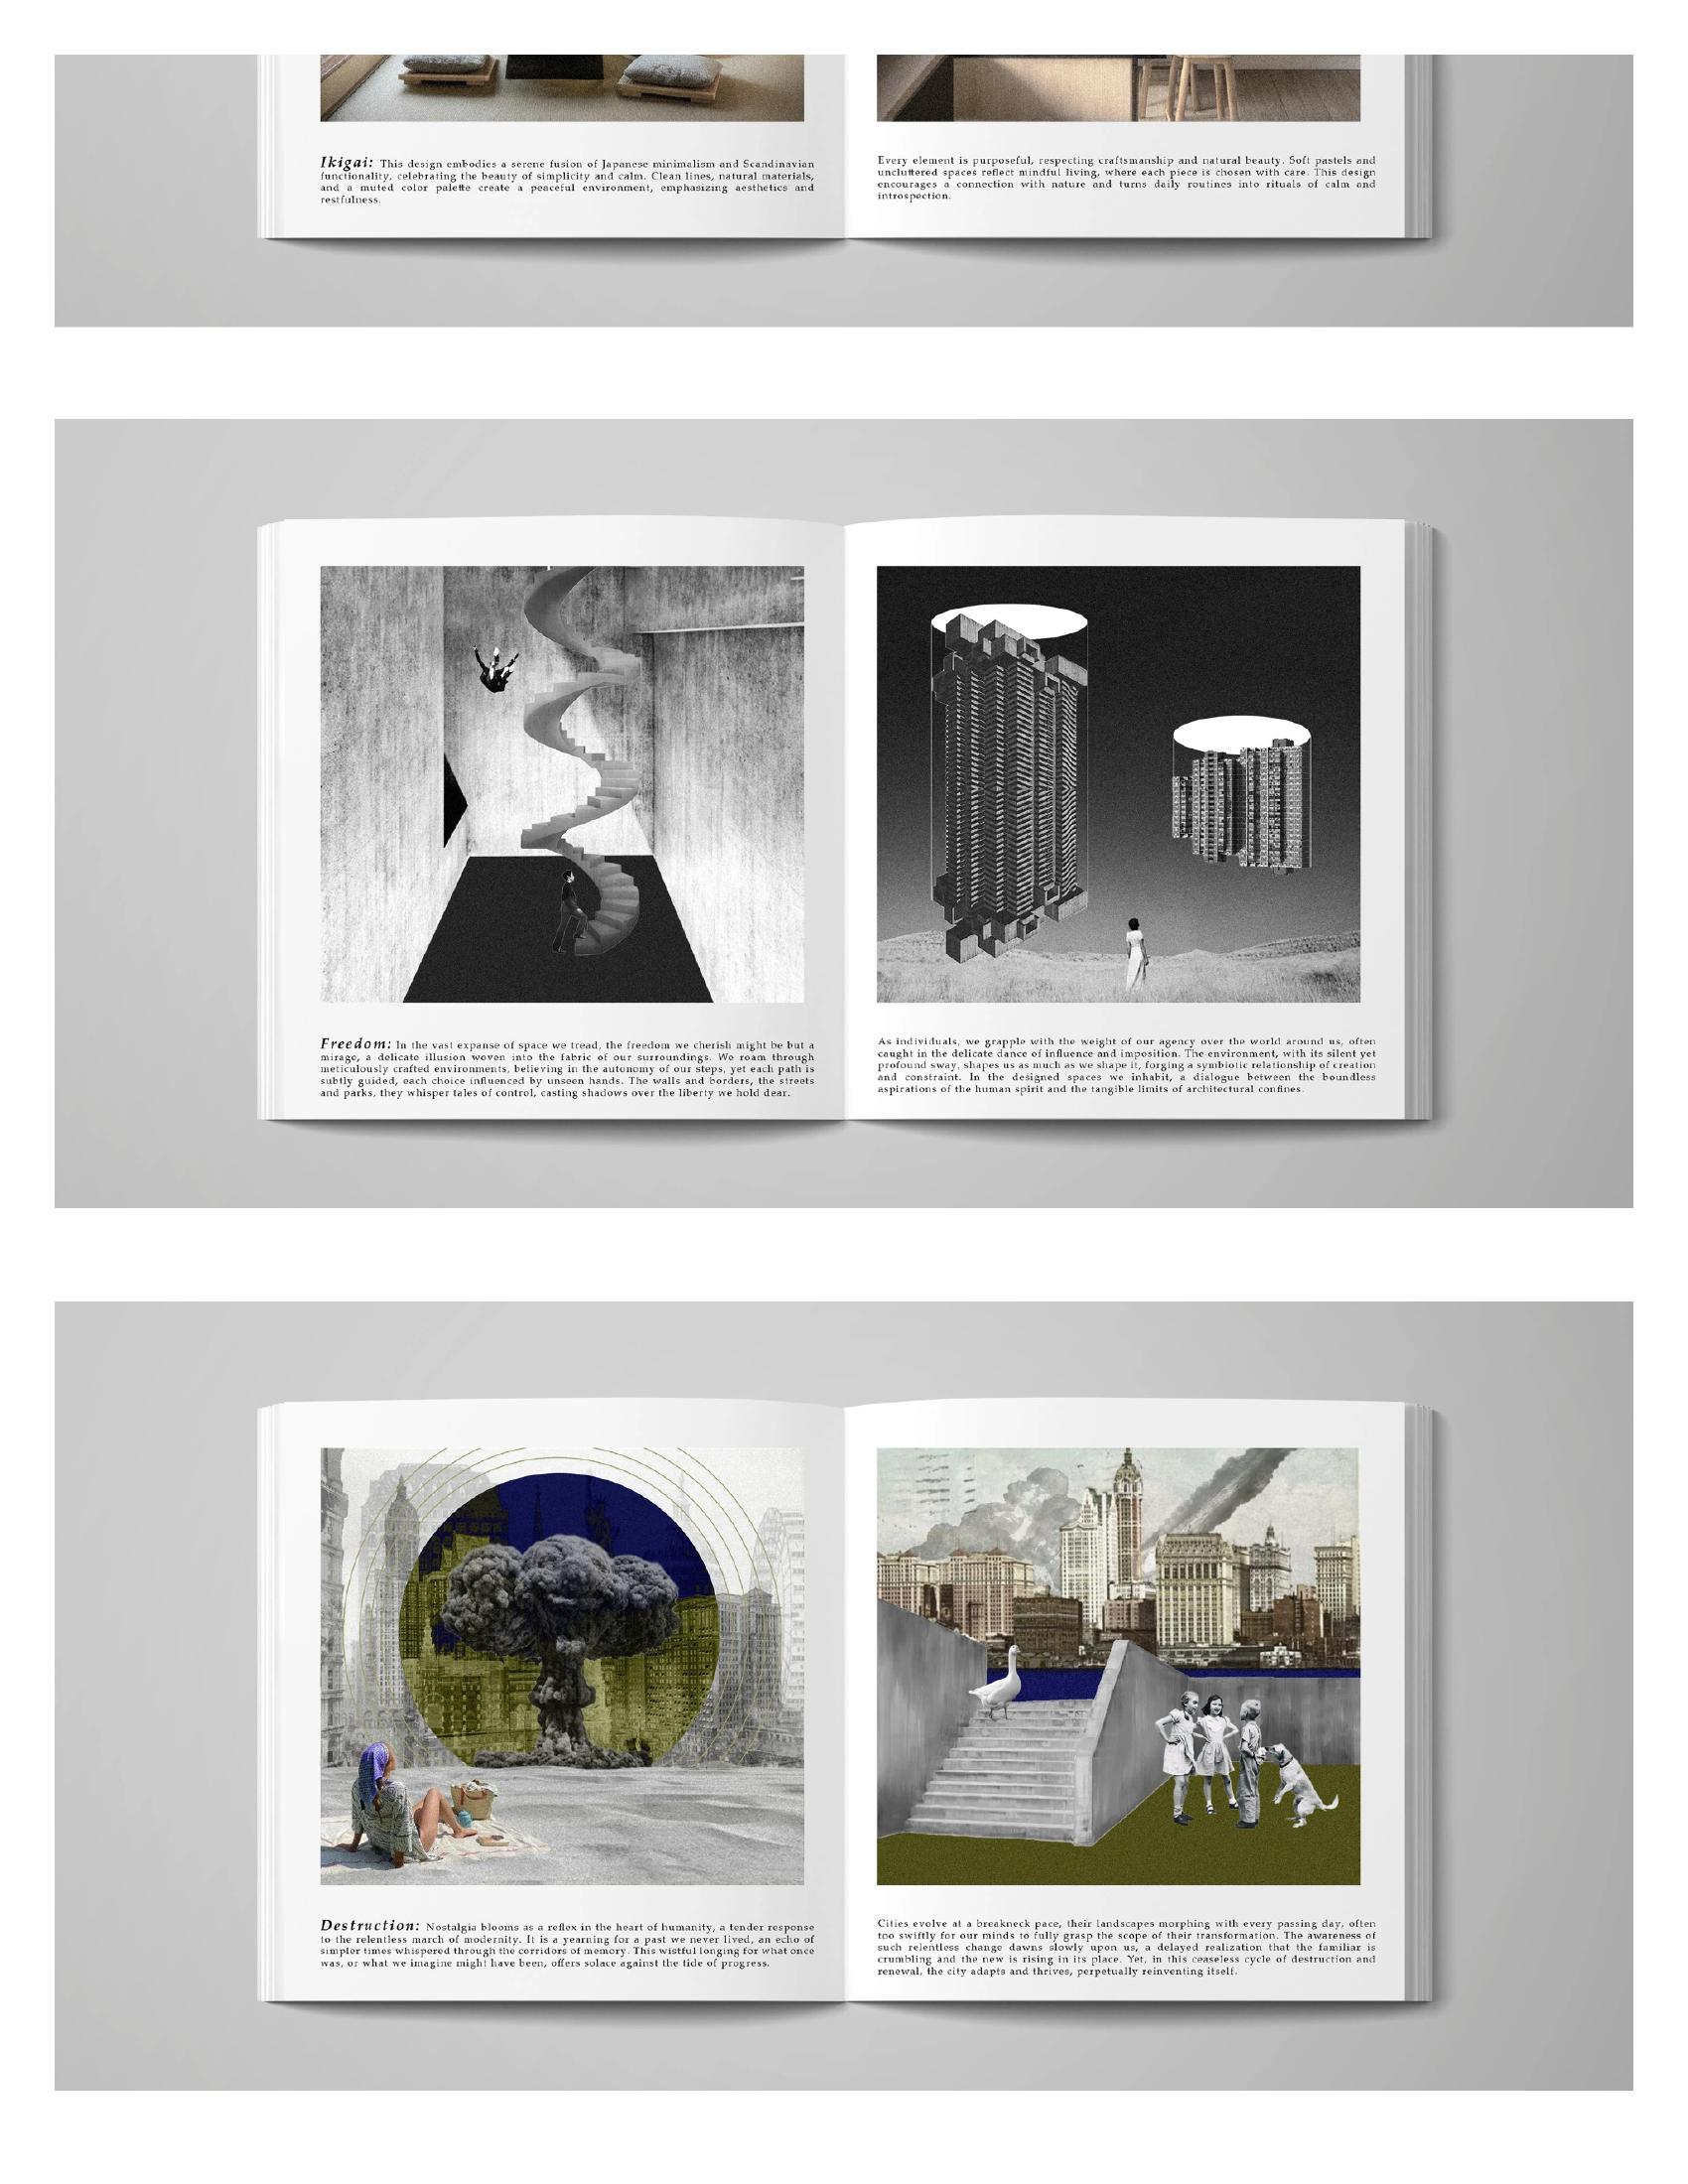 Ikigai: This design embodies a serene fusion of Japanese minimalism and Scandinavian
functionality, celebrating the beauty of simplicity and calm. Clean lines, natural materials,
and a muted color palette create a peaceful environment, emphasizing aesthetics and
restfulness.
Every element is purposeful, respecting craftsmanship and natural beauty. Soft pastels and
uncluttered spaces reflect mindful living, where each piece is chosen with care. This design
encourages a connection with nature and turns daily routines into rituals of calm and
introspection.
Freedom: In the vast expanse of space we tread, the freedom we cherish might be but a
mirage, a delicate illusion woven into the fabric of our surroundings. We roam through
meticulously crafted environments, believing in the autonomy of our steps, yet each path is
subtly guided, each choice influenced by unseen hands. The walls and borders, the streets
and parks, they whisper tales of control, casting shadows over the liberty we hold dear.
As individuals, we grapple with the weight of our agency over the world around us, often
caught in the delicate dance of influence and imposition. The environment, with its silent yet
profound sway, shapes us as much as we shape it, forging a symbiotic relationship of creation
and constraint. In the designed spaces we inhabit, a dialogue between the boundless
aspirations of the human spirit and the tangible limits of architectural confines.
Destruction: Nostalgia blooms as a reflex in the heart of humanity, a tender response
to the relentless march of modernity. It is a yearning for a past we never lived, an echo of
simpler times whispered through the corridors of memory. This wistful longing for what once
was, or what we imagine might have been, offers solace against the tide of progress.
Cities evolve at a breakneck pace, their landscapes morphing with every passing day, often
too swiftly for our minds to fully grasp the scope of their transformation. The awareness of
such relentless change dawns slowly upon us, a delayed realization that the familiar is
crumbling and the new is rising in its place. Yet, in this ceaseless cycle of destruction and
renewal, the city adapts and thrives, perpetually reinventing itself.